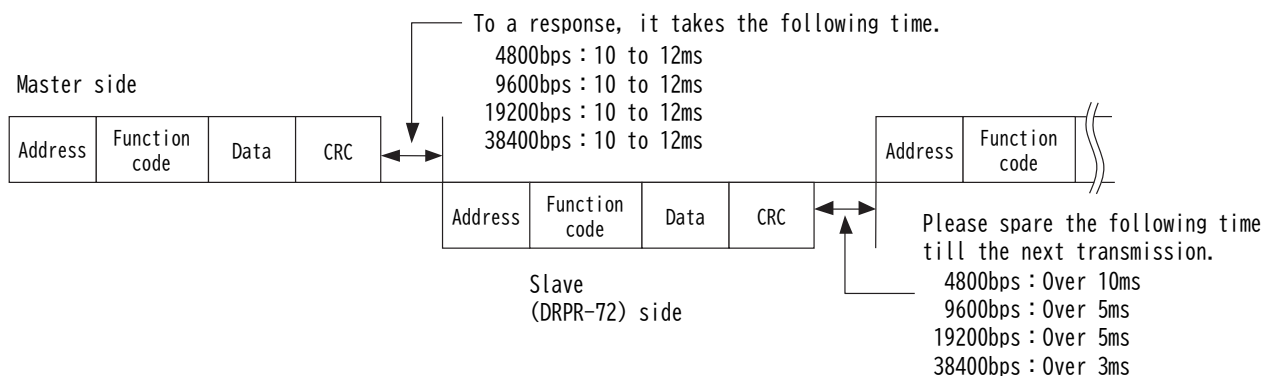 To a response, it takes the following time.
4800bps：10 to 12ms
9600bps：10 to 12ms
19200bps：10 to 12ms
38400bps：10 to 12ms
Master side
Address
Function
code
Data
CRC
Address
Function
code
Address
Function
code
Data
CRC
Slave
(DRPR-72) side
Please spare the following time
till the next transmission.
4800bps：Over 10ms
9600bps：Over 5ms
19200bps：Over 5ms
38400bps：Over 3ms